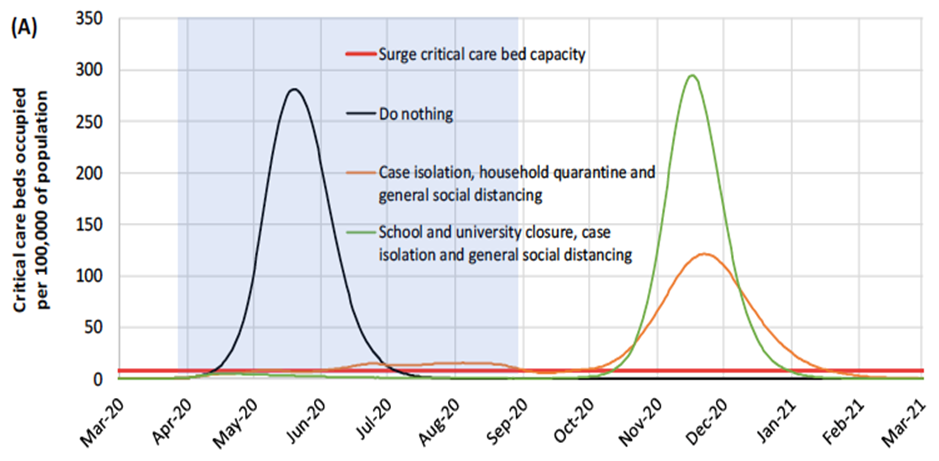 (A)
Critical care beds occupied
per 100,000 of population
350
300
250
200
150
100
50
0
Surge critical care bed capacity
Do nothing
Case isolation, household quarantine and
general social distancing
School and university closure, case
isolation and general social distancing
Mar-20
Apr-20
May-20
Jun-20
Jul-20
Aug-20
Sep-20
Oct-20
Nov-20
Dec-20
Jan-21
Feb-21
Mar-21